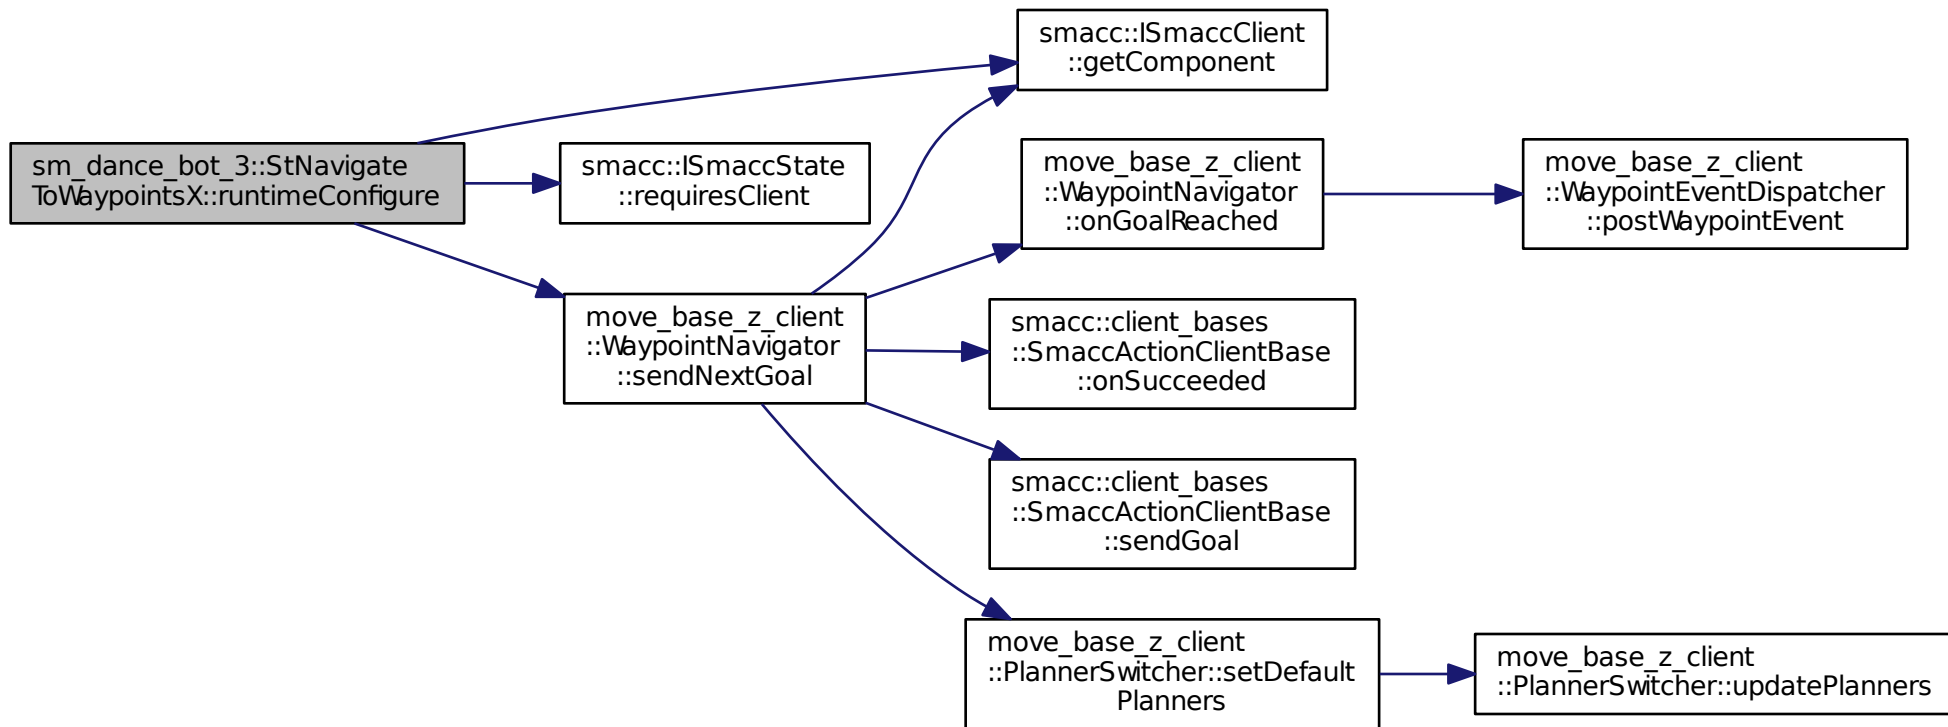 sm_dance_bot_3::StNavigate
ToWaypointsX::runtimeConfigure
smacc::ISmaccClient
::getComponent
smacc::ISmaccState
::requiresClient
move_base_z_client
::WaypointNavigator
::sendNextGoal
move_base_z_client
::WaypointNavigator
::onGoalReached
move_base_z_client
::WaypointEventDispatcher
::postWaypointEvent
smacc::client_bases
::SmaccActionClientBase
::onSucceeded
smacc::client_bases
::SmaccActionClientBase
::sendGoal
move_base_z_client
::PlannerSwitcher::setDefault
Planners
move_base_z_client
::PlannerSwitcher::updatePlanners